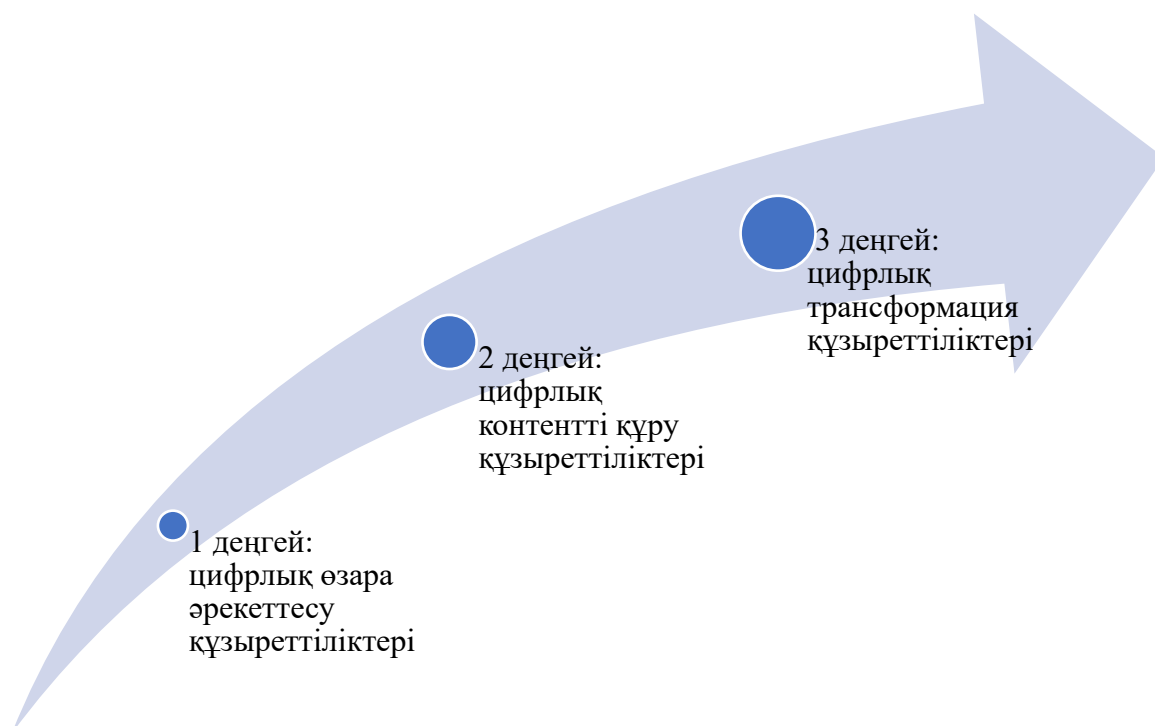 1 деңгей:
цифрлық өзара
әрекеттесу
құзыреттіліктері
2 деңгей:
цифрлық
контентті құру
құзыреттіліктері
3 деңгей:
цифрлық
трансформация
құзыреттіліктері